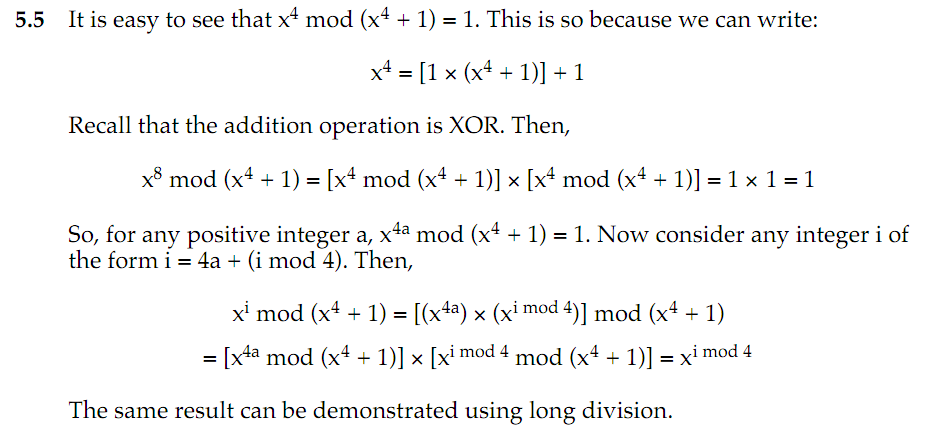 5.5 It is easy to see that x⁴ mod (x⁴ + 1) = 1. This is so because we can write:
x⁴ = [1 × (x⁴ + 1)] + 1
Recall that the addition operation is XOR. Then,
x⁸ mod (x⁴ + 1) = [x⁴ mod (x⁴ + 1)] × [x⁴ mod (x⁴ + 1)] = 1 × 1 = 1
So, for any positive integer a, x⁴ᵃ mod (x⁴ + 1) = 1. Now consider any integer i of
the form i = 4a + (i mod 4). Then,
xⁱ mod (x⁴ + 1) = [(x⁴ᵃ) × (xⁱ ᵐᵒᵈ ⁴)] mod (x⁴ + 1)
= [x⁴ᵃ mod (x⁴ + 1)] × [xⁱ ᵐᵒᵈ ⁴ mod (x⁴ + 1)] = xⁱ ᵐᵒᵈ ⁴
The same result can be demonstrated using long division.